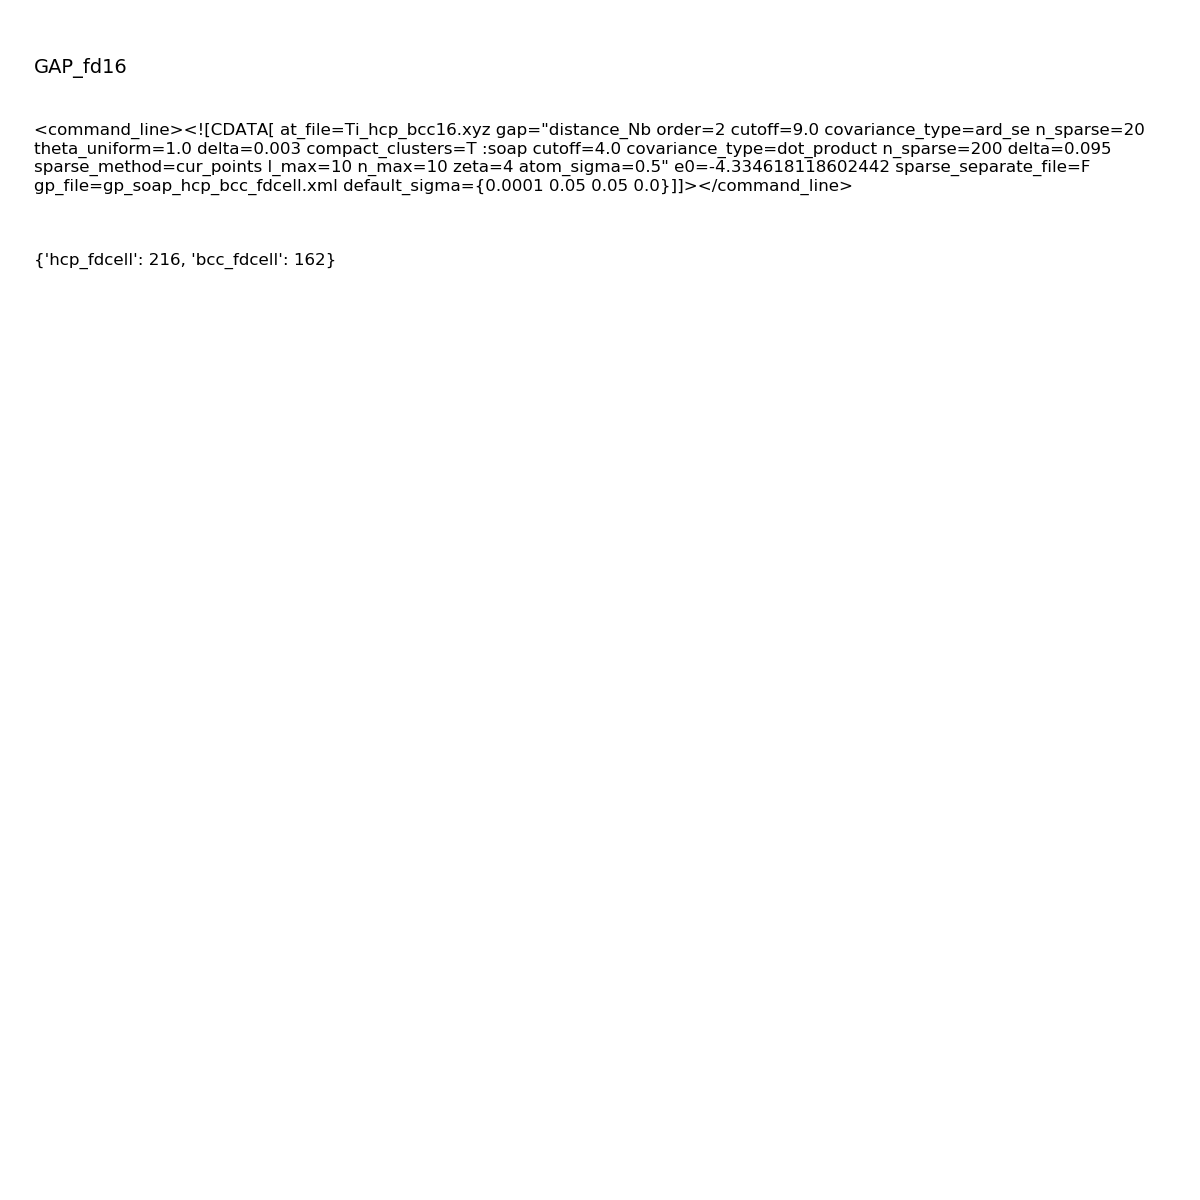 GAP_fd16
<command_line><![CDATA[ at_file=Ti_hcp_bcc16.xyz gap="distance_Nb order=2 cutoff=9.0 covariance_type=ard_se n_sparse=20
theta_uniform=1.0 delta=0.003 compact_clusters=T :soap cutoff=4.0 covariance_type=dot_product n_sparse=200 delta=0.095
sparse_method=cur_points l_max=10 n_max=10 zeta=4 atom_sigma=0.5" e0=-4.334618118602442 sparse_separate_file=F
gp_file=gp_soap_hcp_bcc_fdcell.xml default_sigma={0.0001 0.05 0.05 0.0}]]></command_line>
{'hcp_fdcell': 216, 'bcc_fdcell': 162}